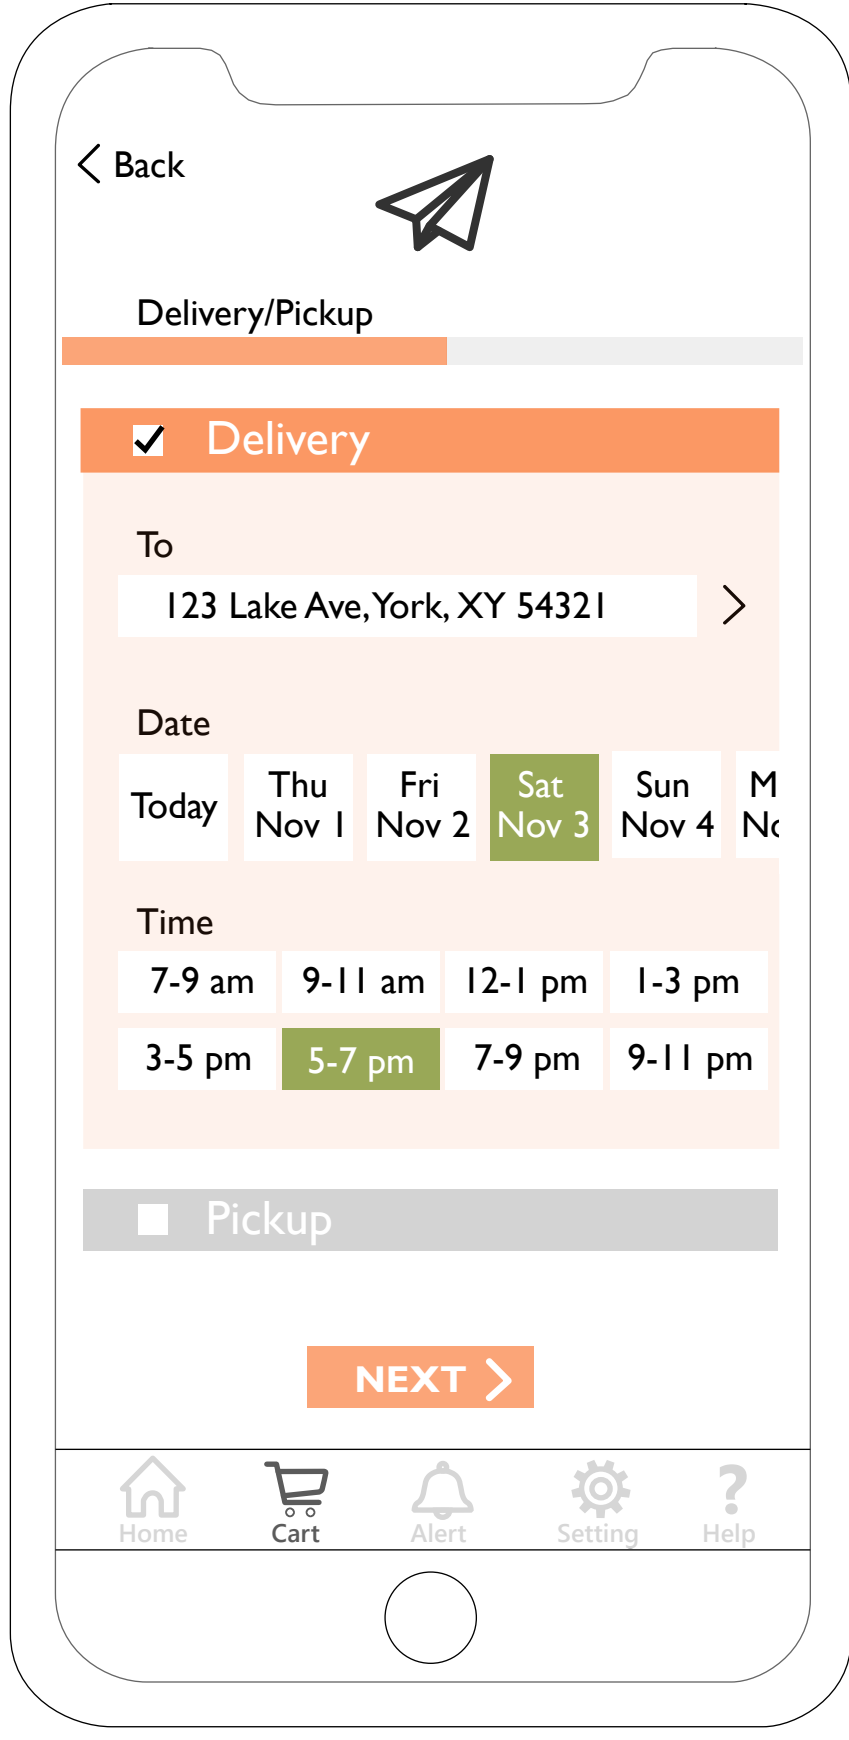 Back
Delivery/Pickup
Delivery
To
123 Lake Ave, York, XY 54321
Date
Today Thu Nov 1 Fri Nov 2 Sat Nov 3 Sun Nov 4
Time
7-9 am 9-11 am 12-1 pm 1-3 pm
3-5 pm 5-7 pm 7-9 pm 9-11 pm
Pickup
NEXT
Home Cart Alert Setting ? Help